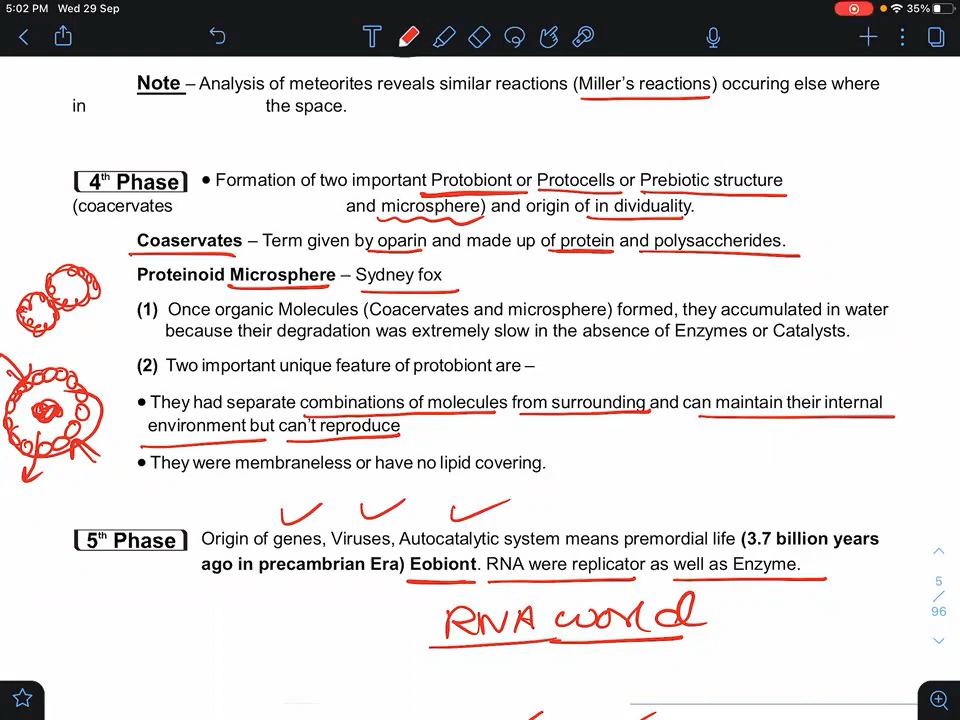 5:02 PM Wed 29 Sep 35%
Note – Analysis of meteorites reveals similar reactions (Miller's reactions) occuring else where
in the space.
4th Phase • Formation of two important Protobiont or Protocells or Prebiotic structure
(coacervates and microsphere) and origin of in dividuality.
Coaservates – Term given by oparin and made up of protein and polysaccherides.
Proteinoid Microsphere – Sydney fox
(1) Once organic Molecules (Coacervates and microsphere) formed, they accumulated in water
because their degradation was extremely slow in the absence of Enzymes or Catalysts.
(2) Two important unique feature of protobiont are –
• They had separate combinations of molecules from surrounding and can maintain their internal
environment but can't reproduce
• They were membraneless or have no lipid covering.
5th Phase Origin of genes, Viruses, Autocatalytic system means premordial life (3.7 billion years
ago in precambrian Era) Eobiont. RNA were replicator as well as Enzyme.
RNA world
5
/
96